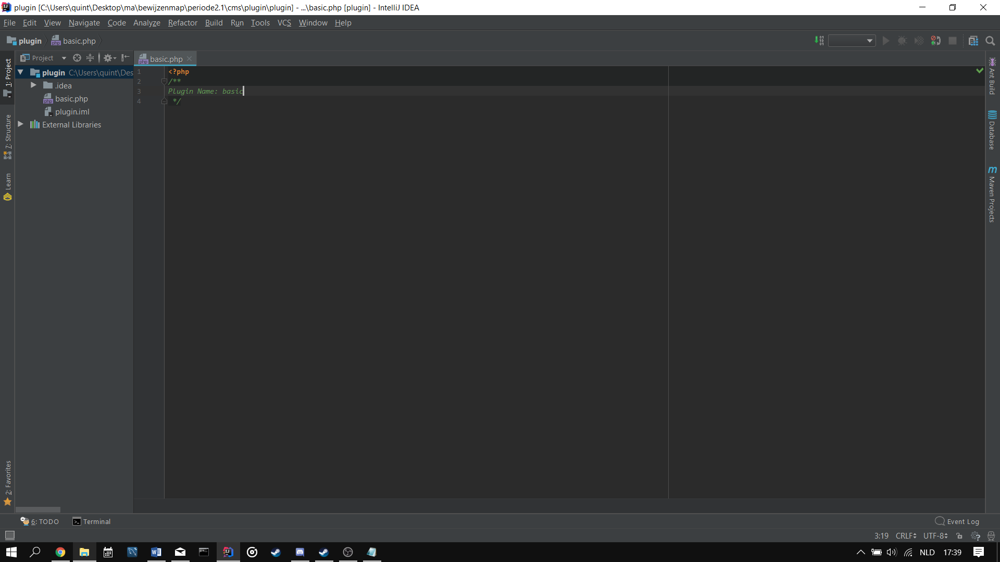 plugin [C:\Users\quint\Desktop\ma\bewijzenmap\periode2.1\cms\plugin\plugin] - ...\basic.php [plugin] - IntelliJ IDEA
File Edit View Navigate Code Analyze Refactor Build Run Tools VCS Window Help
plugin basic.php
Project
basic.php
plugin C:\Users\quint\Des
.idea
basic.php
plugin.iml
External Libraries
1: Project
7: Structure
Learn
2: Favorites
1 <?php
2 /**
3 Plugin Name: basic
4 */
Ant Build
Database
Maven Projects
6: TODO Terminal Event Log
3:19 CRLF UTF-8
NLD 17:39